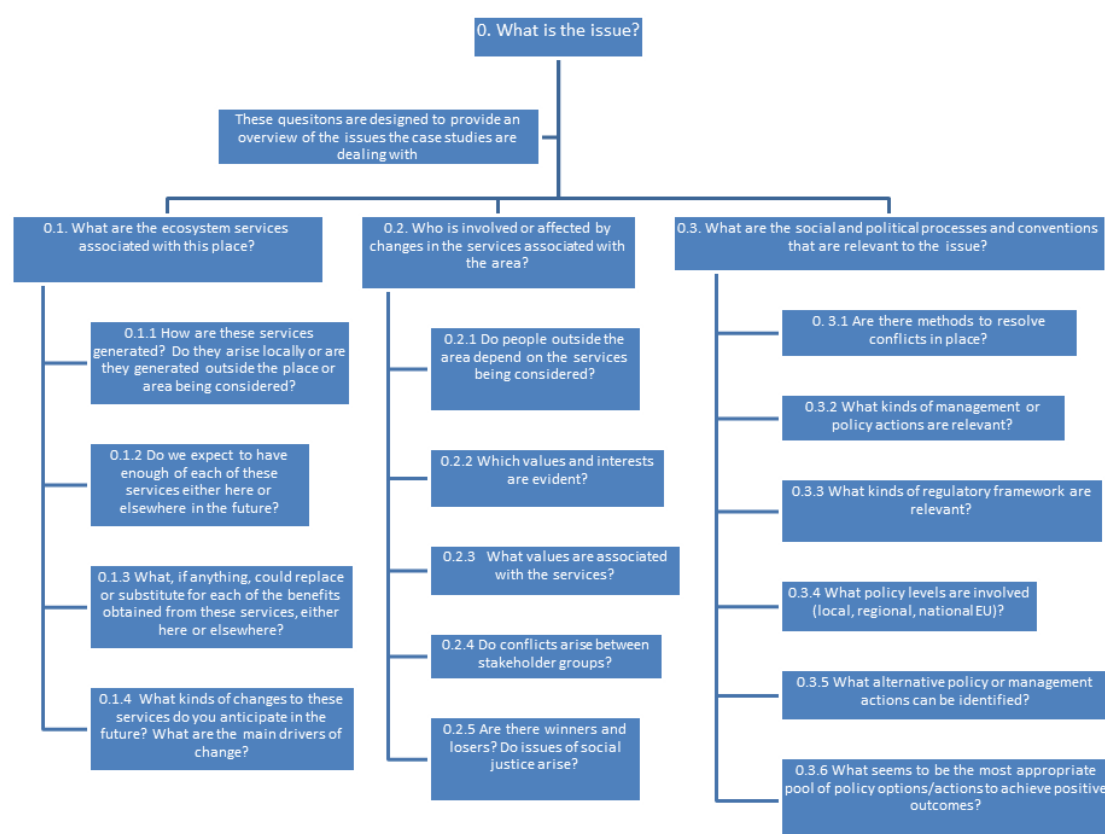 0. What is the issue?
These quesitons are designed to provide an
overview of the issues the case studies are
dealing with
0.1. What are the ecosystem services
associated with this place?
0.1.1 How are these services
generated? Do they arise locally or are
they generated outside the place or
area being considered?
0.1.2 Do we expect to have
enough of each of these
services either here or
elsewhere in the future?
0.1.3 What, if anything, could replace
or substitute for each of the benefits
obtained from these services, either
here or elsewhere?
0.1.4 What kinds of changes to these
services do you anticipate in the
future? What are the main drivers of
change?
0.2. Who is involved or affected by
changes in the services associated with
the area?
0.2.1 Do people outside the
area depend on the services
being considered?
0.2.2 Which values and interests
are evident?
0.2.3 What values are associated
with the services?
0.2.4 Do conflicts arise between
stakeholder groups?
0.2.5 Are there winners and
losers? Do issues of social
justice arise?
0.3. What are the social and political processes and conventions
that are relevant to the issue?
0. 3.1 Are there methods to resolve
conflicts in place?
0.3.2 What kinds of management or
policy actions are relevant?
0.3.3 What kinds of regulatory framework are
relevant?
0.3.4 What policy levels are involved
(local, regional, national EU)?
0.3.5 What alternative policy or management
actions can be identified?
0.3.6 What seems to be the most appropriate
pool of policy options/actions to achieve positive
outcomes?